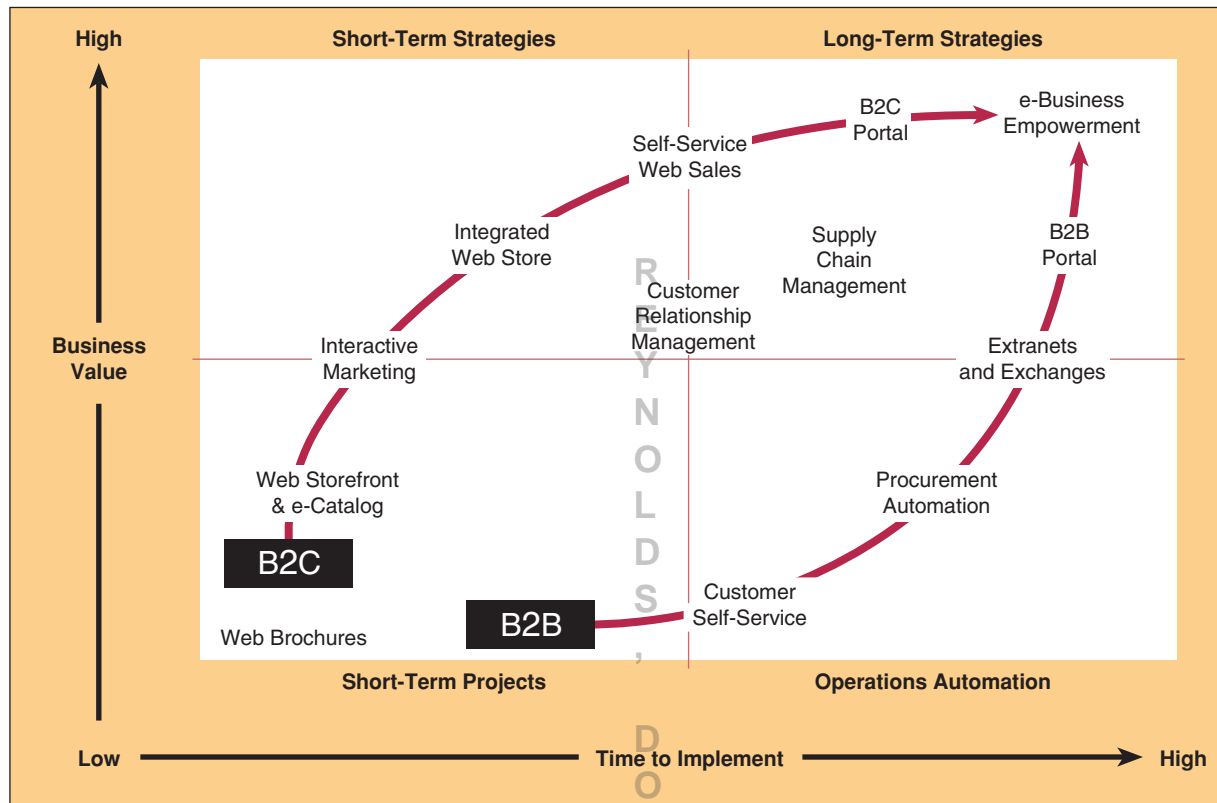 High
Short-Term Strategies
Long-Term Strategies
B2C
Portal
e-Business
Empowerment
Self-Service
Web Sales
Integrated
Web Store
Supply
Chain
Management
B2B
Portal
Customer
Relationship
Management
Business
Value
Interactive
Marketing
Extranets
and Exchanges
Web Storefront
& e-Catalog
Procurement
Automation
B2C
Customer
Self-Service
B2B
Web Brochures
Short-Term Projects
Operations Automation
Low
Time to Implement
High
REYNOLDS, DO